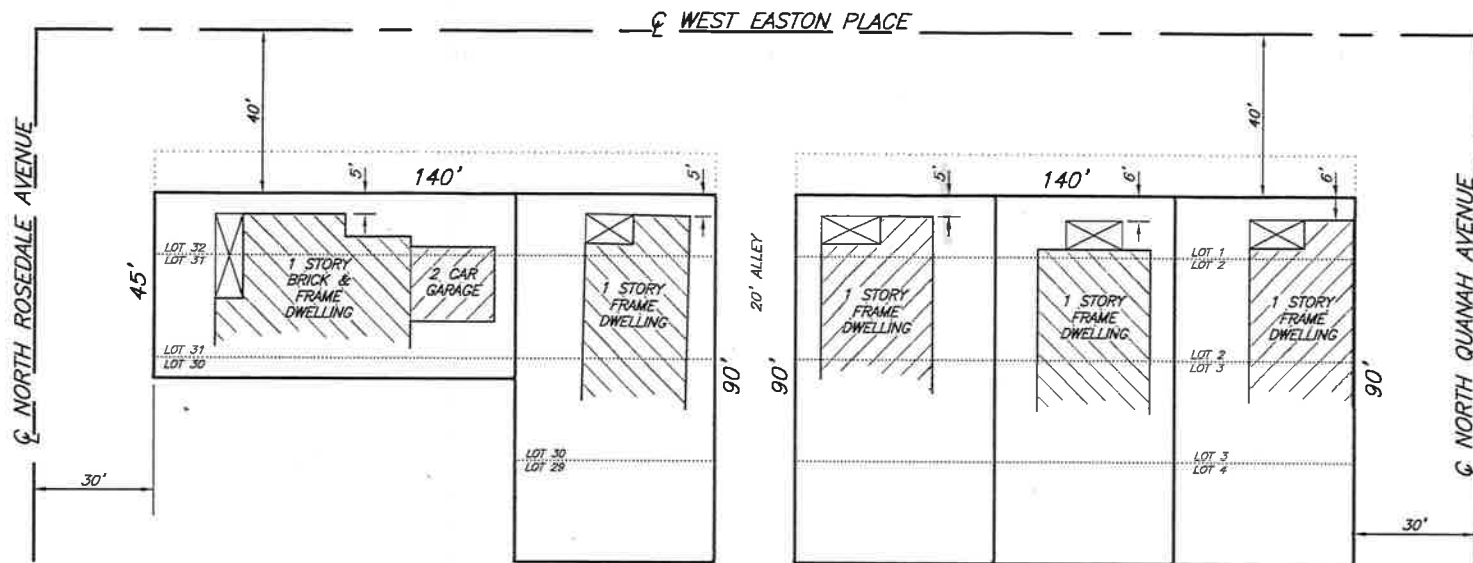 ℄ WEST EASTON PLACE
℄ NORTH ROSEDALE AVENUE
40'
40'
5'
140'
5'
5'
140'
6'
6'
LOT 32
LOT 31
45'
1 STORY
BRICK &
FRAME
DWELLING
2 CAR
GARAGE
LOT 31
LOT 30
1 STORY
FRAME
DWELLING
90'
LOT 30
LOT 29
20' ALLEY
90'
1 STORY
FRAME
DWELLING
1 STORY
FRAME
DWELLING
LOT 1
LOT 2
1 STORY
FRAME
DWELLING
LOT 2
LOT 3
90'
LOT 3
LOT 4
℄ NORTH QUANAH AVENUE
30'
30'